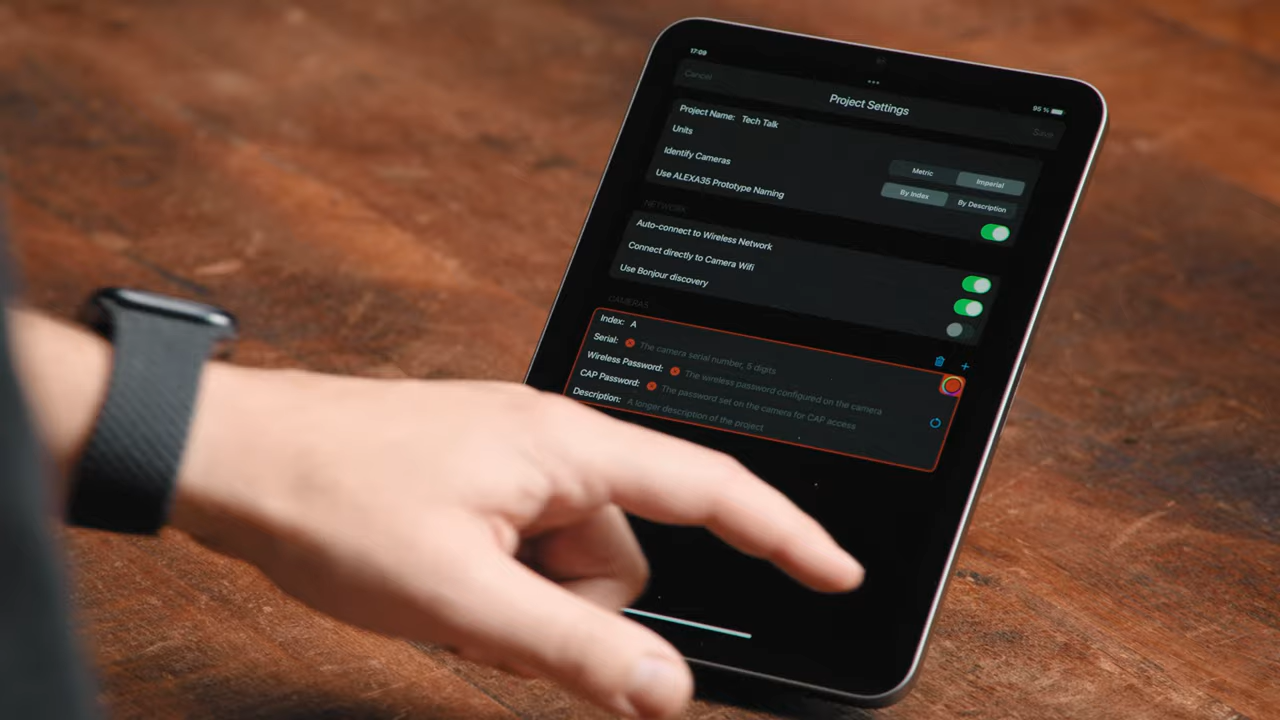 17:09
95 %
Cancel
Project Settings
Save
Project Name: Tech Talk
Units
Metric
Imperial
Identify Cameras
By Index
By Description
Use ALEXA35 Prototype Naming
NETWORK
Auto-connect to Wireless Network
Connect directly to Camera Wifi
Use Bonjour discovery
CAMERAS
Index: A
Serial: The camera serial number, 5 digits
Wireless Password: The wireless password configured on the camera
CAP Password: The password set on the camera for CAP access
Description: A longer description of the project